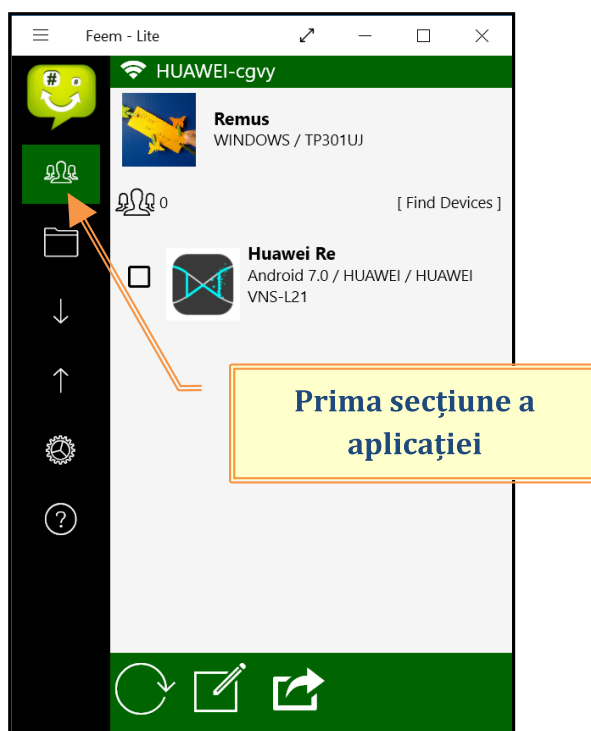 Feem - Lite
#
HUAWEI-cgvy
Remus
WINDOWS / TP301UJ
0
[ Find Devices ]
Huawei Re
Android 7.0 / HUAWEI / HUAWEI
VNS-L21
Prima secțiune a
aplicației
?